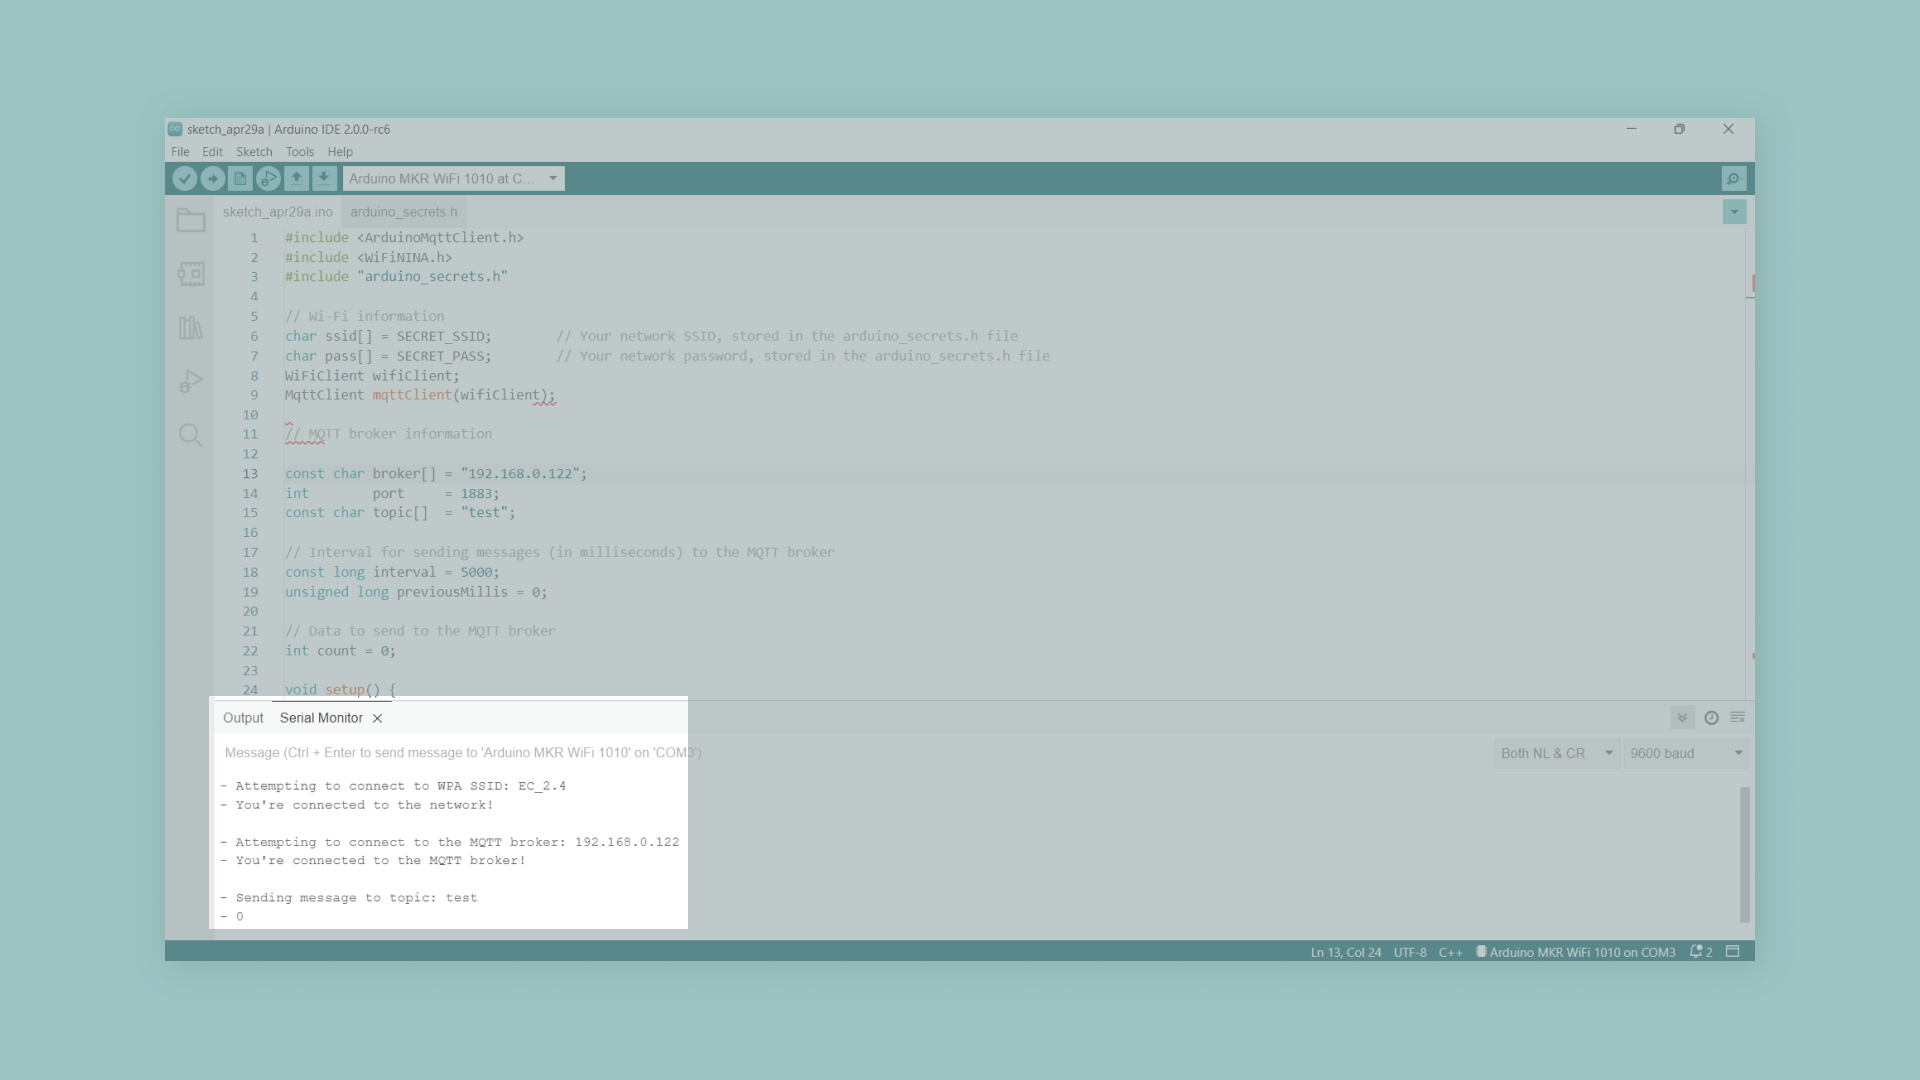 sketch_apr29a | Arduino IDE 2.0.0-rc6
File Edit Sketch Tools Help
Arduino MKR WiFi 1010 at C...
sketch_apr29a.ino arduino_secrets.h
1 #include <ArduinoMqttClient.h>
2 #include <WiFiNINA.h>
3 #include "arduino_secrets.h"
4
5 // Wi-Fi information
6 char ssid[] = SECRET_SSID; // Your network SSID, stored in the arduino_secrets.h file
7 char pass[] = SECRET_PASS; // Your network password, stored in the arduino_secrets.h file
8 WiFiClient wifiClient;
9 MqttClient mqttClient(wifiClient);
10
11 // MQTT broker information
12
13 const char broker[] = "192.168.0.122";
14 int port = 1883;
15 const char topic[] = "test";
16
17 // Interval for sending messages (in milliseconds) to the MQTT broker
18 const long interval = 5000;
19 unsigned long previousMillis = 0;
20
21 // Data to send to the MQTT broker
22 int count = 0;
23
24 void setup() {
Output Serial Monitor
Message (Ctrl + Enter to send message to 'Arduino MKR WiFi 1010' on 'COM3') Both NL & CR 9600 baud
- Attempting to connect to WPA SSID: EC_2.4
- You're connected to the network!
- Attempting to connect to the MQTT broker: 192.168.0.122
- You're connected to the MQTT broker!
- Sending message to topic: test
- 0
Ln 13, Col 24 UTF-8 C++ Arduino MKR WiFi 1010 on COM3 2